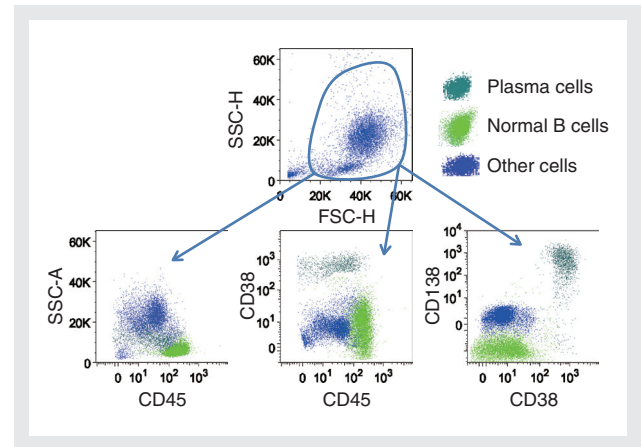 60K
40K
20K
0
SSC-H
0 20K 40K 60K
FSC-H
Plasma cells
Normal B cells
Other cells
60K
40K
20K
0
SSC-A
0 10¹ 10² 10³
CD45
10³
10²
10¹
0
CD38
0 10¹ 10² 10³
CD45
10⁴
10³
10²
10¹
0
CD138
0 10¹ 10² 10³
CD38